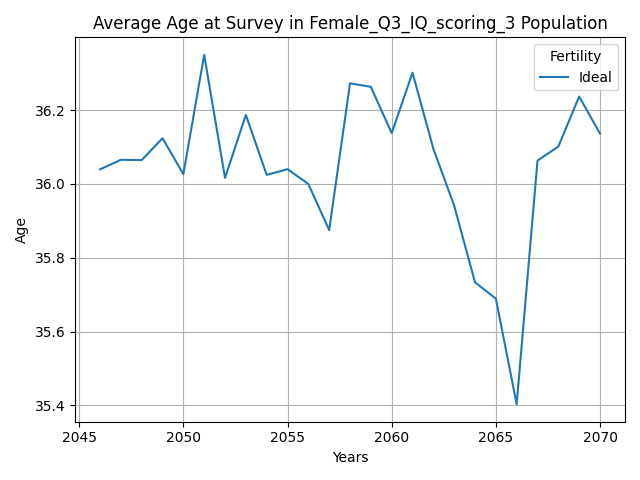 Average Age at Survey in Female_Q3_IQ_scoring_3 Population
Fertility
Ideal
36.2
36.0
35.8
35.6
35.4
Age
2045 2050 2055 2060 2065 2070
Years